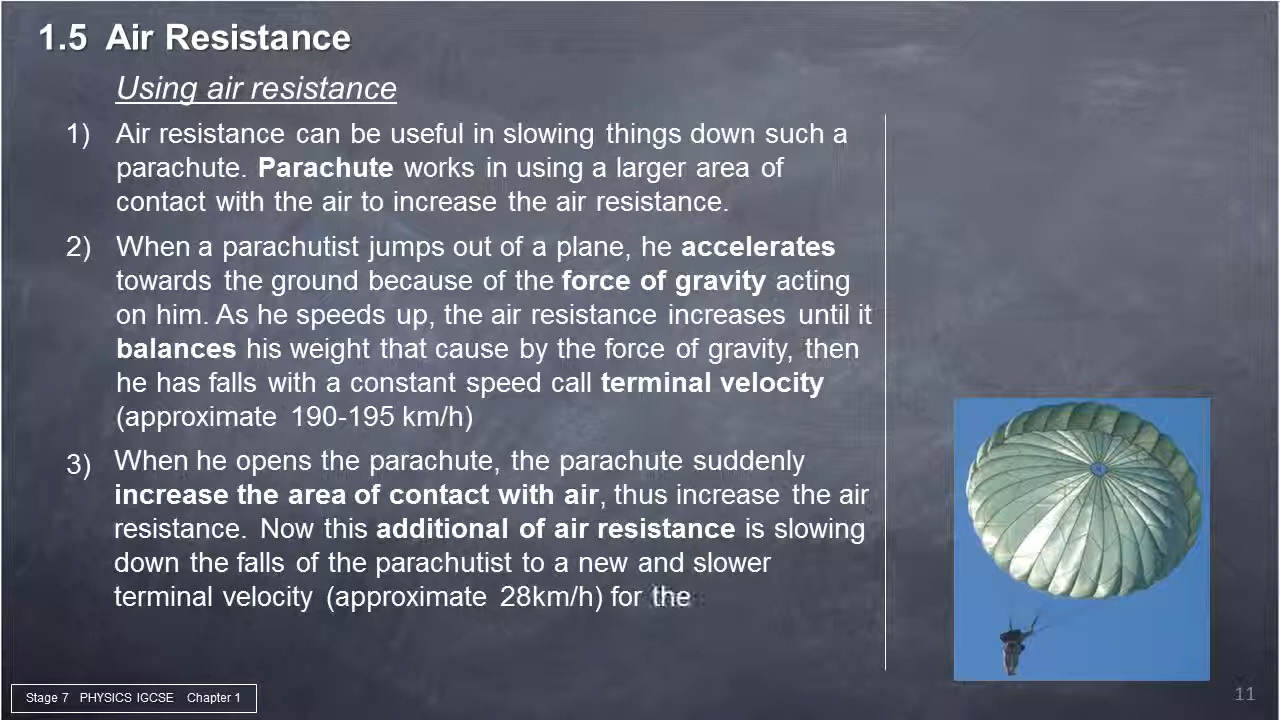 1.5 Air Resistance
Using air resistance
1) Air resistance can be useful in slowing things down such a
parachute. Parachute works in using a larger area of
contact with the air to increase the air resistance.
2) When a parachutist jumps out of a plane, he accelerates
towards the ground because of the force of gravity acting
on him. As he speeds up, the air resistance increases until it
balances his weight that cause by the force of gravity, then
he has falls with a constant speed call terminal velocity
(approximate 190-195 km/h)
3) When he opens the parachute, the parachute suddenly
increase the area of contact with air, thus increase the air
resistance. Now this additional of air resistance is slowing
down the falls of the parachutist to a new and slower
terminal velocity (approximate 28km/h) for the
Stage 7 PHYSICS IGCSE Chapter 1
11